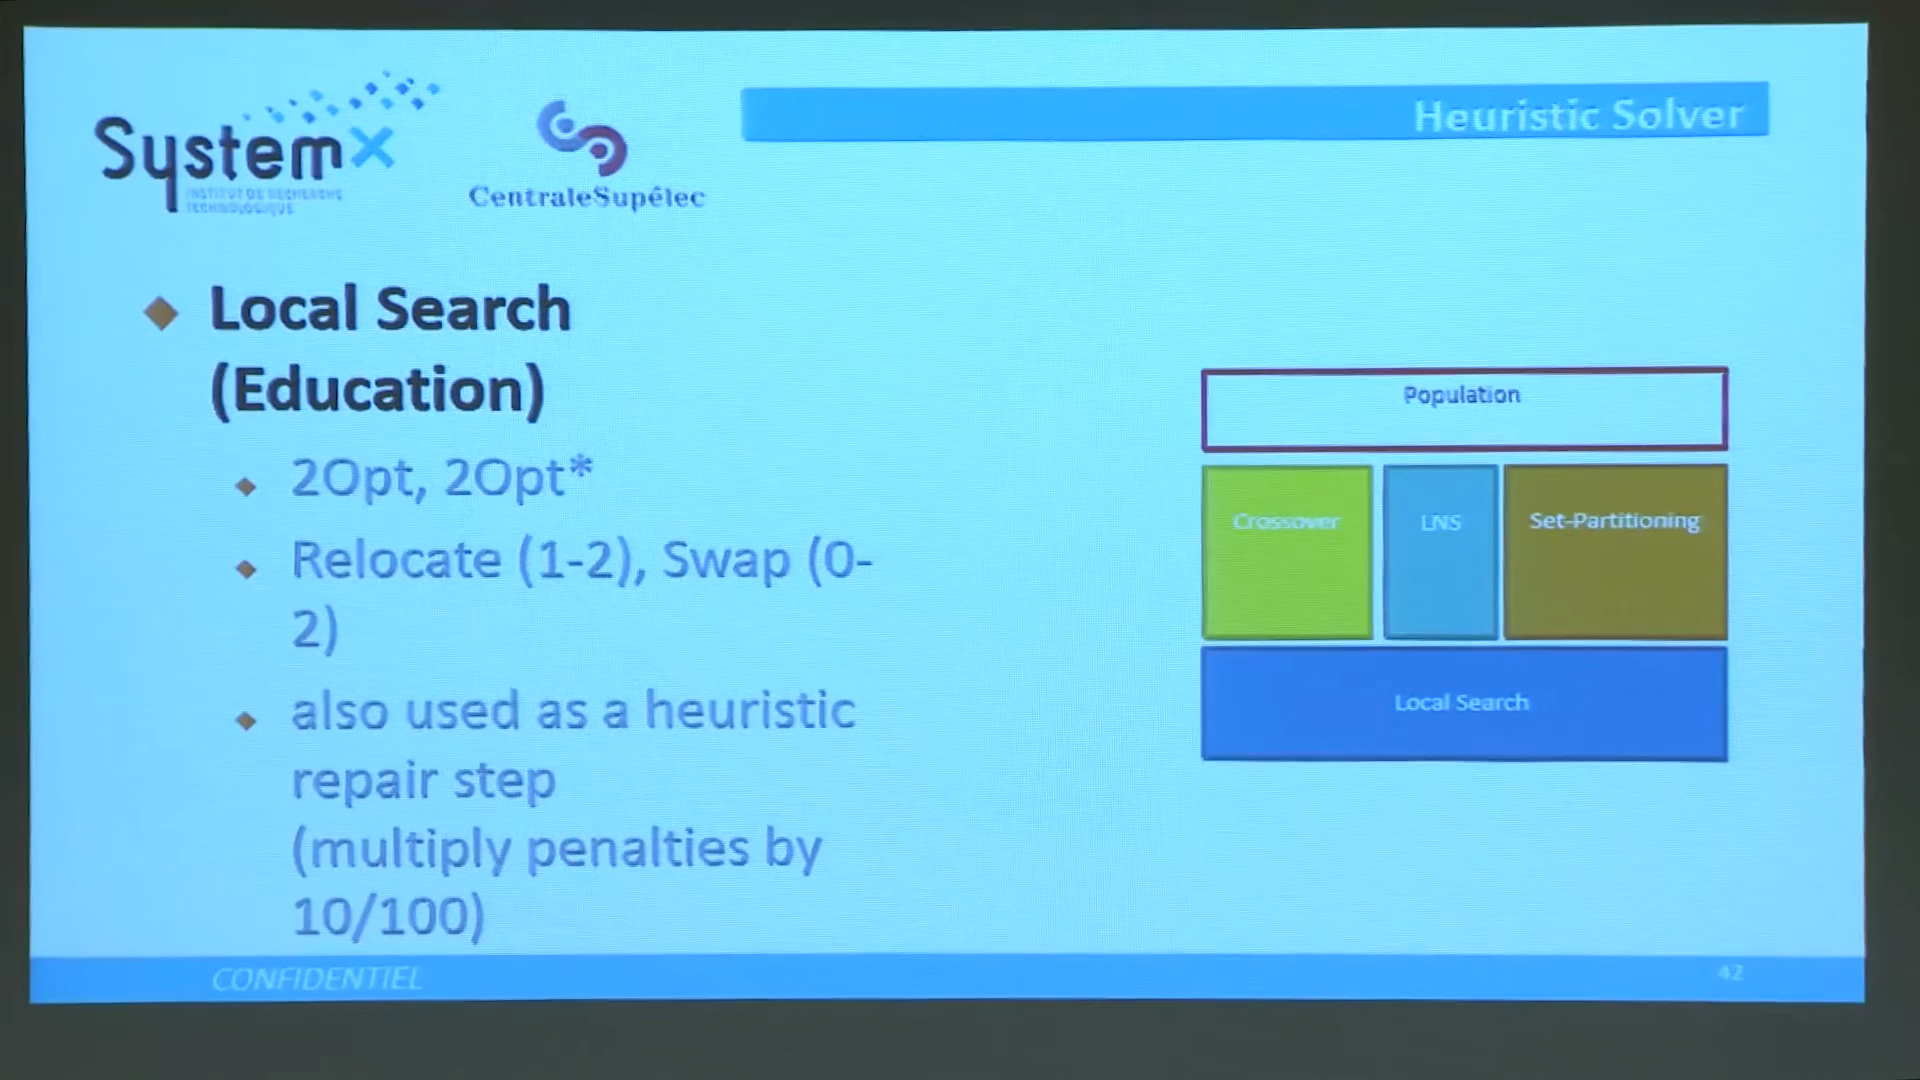 Heuristic Solver
SystemX
INSTITUT DE RECHERCHE
TECHNOLOGIQUE
CentraleSupélec
Local Search
(Education)
2Opt, 2Opt*
Relocate (1-2), Swap (0-
2)
also used as a heuristic
repair step
(multiply penalties by
10/100)
Population
Crossover
LNS
Set-Partitioning
Local Search
CONFIDENTIEL
42